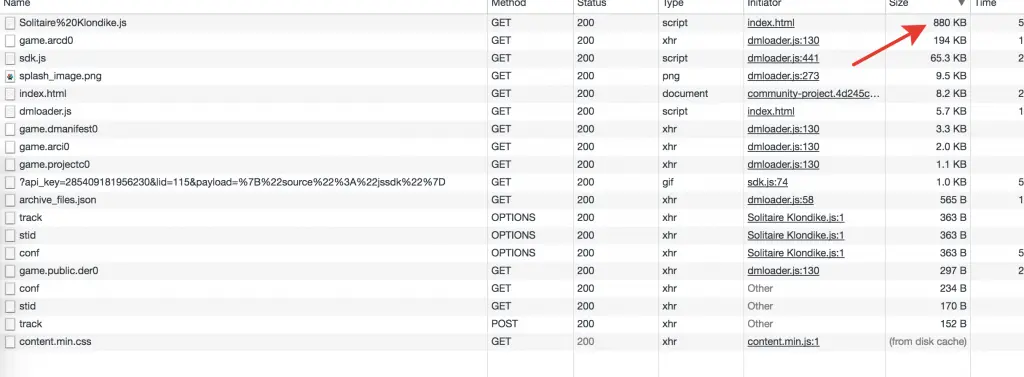 Name Method Status Type Initiator Size ▼ Time
Solitaire%20Klondike.js GET 200 script index.html 880 KB 5
game.arcd0 GET 200 xhr dmloader.js:130 194 KB 1
sdk.js GET 200 script dmloader.js:441 65.3 KB 2
splash_image.png GET 200 png dmloader.js:273 9.5 KB
index.html GET 200 document community-project.4d245c... 8.2 KB 2
dmloader.js GET 200 script index.html 5.7 KB 1
game.dmanifest0 GET 200 xhr dmloader.js:130 3.3 KB
game.arci0 GET 200 xhr dmloader.js:130 2.0 KB
game.projectc0 GET 200 xhr dmloader.js:130 1.1 KB
?api_key=285409181956230&lid=115&payload=%7B%22source%22%3A%22jssdk%22%7D GET 200 gif sdk.js:74 1.0 KB 5
archive_files.json GET 200 xhr dmloader.js:58 565 B 1
track OPTIONS 200 xhr Solitaire Klondike.js:1 363 B
stid OPTIONS 200 xhr Solitaire Klondike.js:1 363 B
conf OPTIONS 200 xhr Solitaire Klondike.js:1 363 B 5
game.public.der0 GET 200 xhr dmloader.js:130 297 B 2
conf GET 200 xhr Other 234 B
stid GET 200 xhr Other 170 B
track POST 200 xhr Other 152 B
content.min.css GET 200 xhr content.min.js:1 (from disk cache)